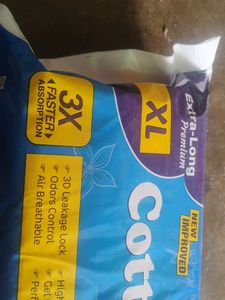 Extra-Long
Premium
XL
3X
FASTER
ABSORPTION
NEW
IMPROVED
Cott
3D Leakage Lock
Odors Control
Air Breathable
High
Gel